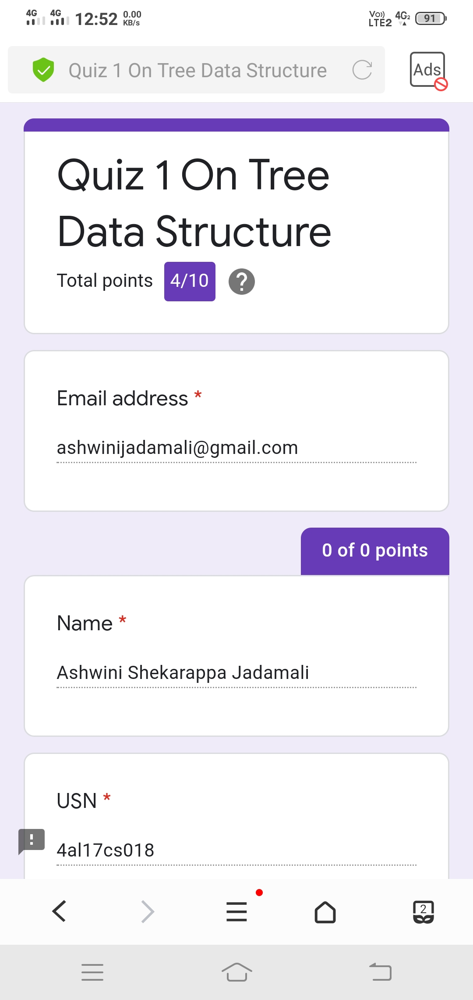 4G 4G 12:52 0.00 KB/s Vo)) LTE2 4G2 91
Quiz 1 On Tree Data Structure Ads
Quiz 1 On Tree
Data Structure
Total points 4/10 ?
Email address *
ashwinijadamali@gmail.com
0 of 0 points
Name *
Ashwini Shekarappa Jadamali
USN *
4al17cs018
2